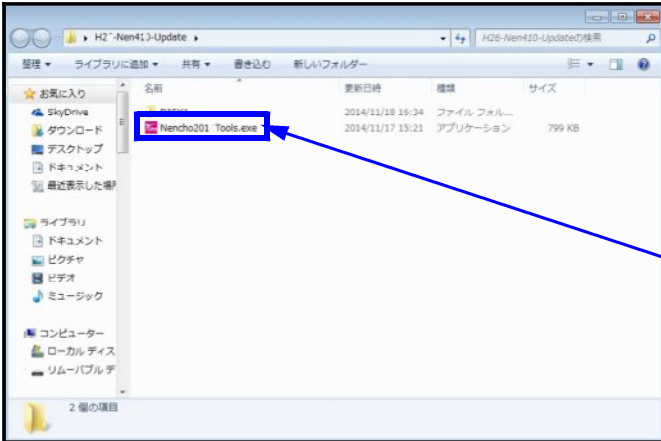 H2 -Nen410-Update
H26-Nen410-Updateの検索
整理 ライブラリに追加 共有 書き込む 新しいフォルダー
お気に入り
SkyDrive
ダウンロード
デスクトップ
ドキュメント
最近表示した場所
ライブラリ
ドキュメント
ピクチャ
ビデオ
ミュージック
コンピューター
ローカル ディス
リムーバブル デ
名前 更新日時 種類 サイズ
2014/11/18 16:34 ファイル フォル...
Nencho201 Tools.exe 2014/11/17 15:21 アプリケーション 799 KB
2 個の項目